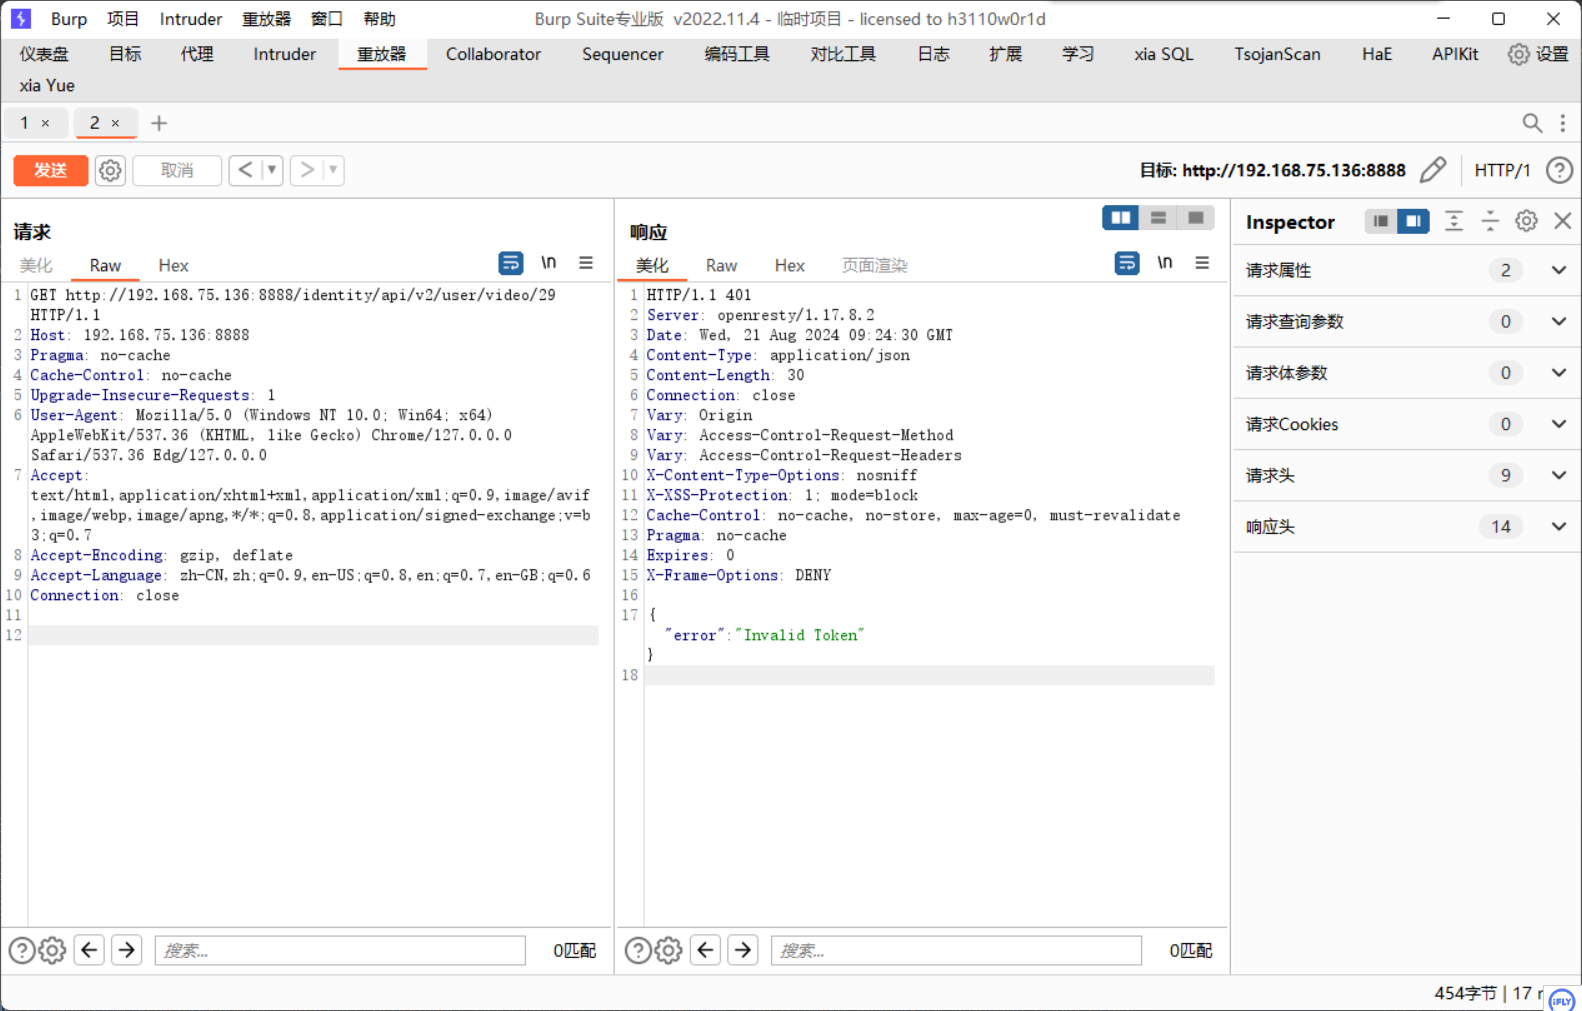 Burp 项目 Intruder 重放器 窗口 帮助 Burp Suite专业版 v2022.11.4 - 临时项目 - licensed to h3110w0r1d
仪表盘 目标 代理 Intruder 重放器 Collaborator Sequencer 编码工具 对比工具 日志 扩展 学习 xia SQL TsojanScan HaE APIKit 设置
xia Yue
1 × 2 × +
发送 取消 < > 目标: http://192.168.75.136:8888 HTTP/1
请求
美化 Raw Hex \n
1 GET http://192.168.75.136:8888/identity/api/v2/user/video/29
HTTP/1.1
2 Host: 192.168.75.136:8888
3 Pragma: no-cache
4 Cache-Control: no-cache
5 Upgrade-Insecure-Requests: 1
6 User-Agent: Mozilla/5.0 (Windows NT 10.0; Win64; x64)
AppleWebKit/537.36 (KHTML, like Gecko) Chrome/127.0.0.0
Safari/537.36 Edg/127.0.0.0
7 Accept:
text/html,application/xhtml+xml,application/xml;q=0.9,image/avif
,image/webp,image/apng,*/*;q=0.8,application/signed-exchange;v=b
3;q=0.7
8 Accept-Encoding: gzip, deflate
9 Accept-Language: zh-CN,zh;q=0.9,en-US;q=0.8,en;q=0.7,en-GB;q=0.6
10 Connection: close
11
12
搜索... 0匹配
响应
美化 Raw Hex 页面渲染 \n
1 HTTP/1.1 401
2 Server: openresty/1.17.8.2
3 Date: Wed, 21 Aug 2024 09:24:30 GMT
4 Content-Type: application/json
5 Content-Length: 30
6 Connection: close
7 Vary: Origin
8 Vary: Access-Control-Request-Method
9 Vary: Access-Control-Request-Headers
10 X-Content-Type-Options: nosniff
11 X-XSS-Protection: 1; mode=block
12 Cache-Control: no-cache, no-store, max-age=0, must-revalidate
13 Pragma: no-cache
14 Expires: 0
15 X-Frame-Options: DENY
16
17 {
"error":"Invalid Token"
}
18
搜索... 0匹配
Inspector
请求属性 2
请求查询参数 0
请求体参数 0
请求Cookies 0
请求头 9
响应头 14
454字节 | 17
iFLY